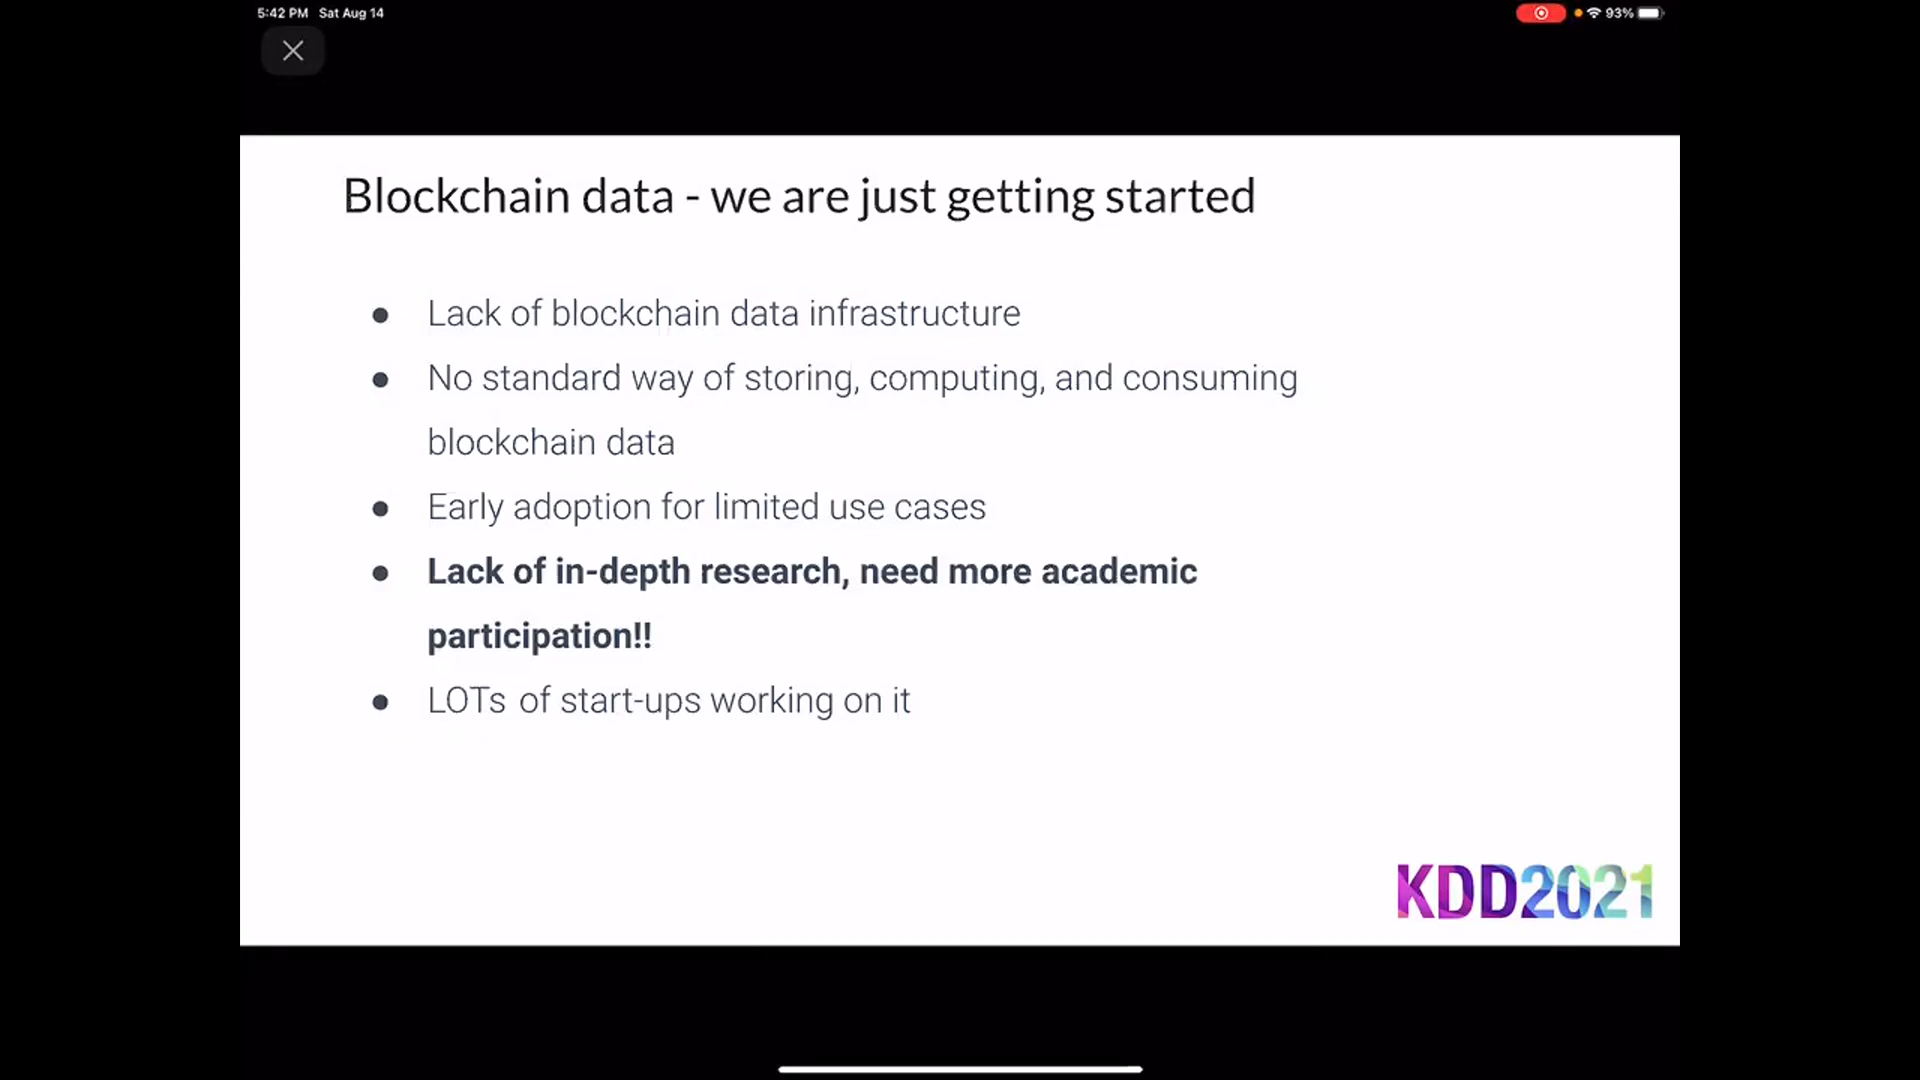 5:42 PM Sat Aug 14
93%
Blockchain data - we are just getting started
● Lack of blockchain data infrastructure
● No standard way of storing, computing, and consuming
blockchain data
● Early adoption for limited use cases
● Lack of in-depth research, need more academic
participation!!
● LOTs of start-ups working on it
KDD2021